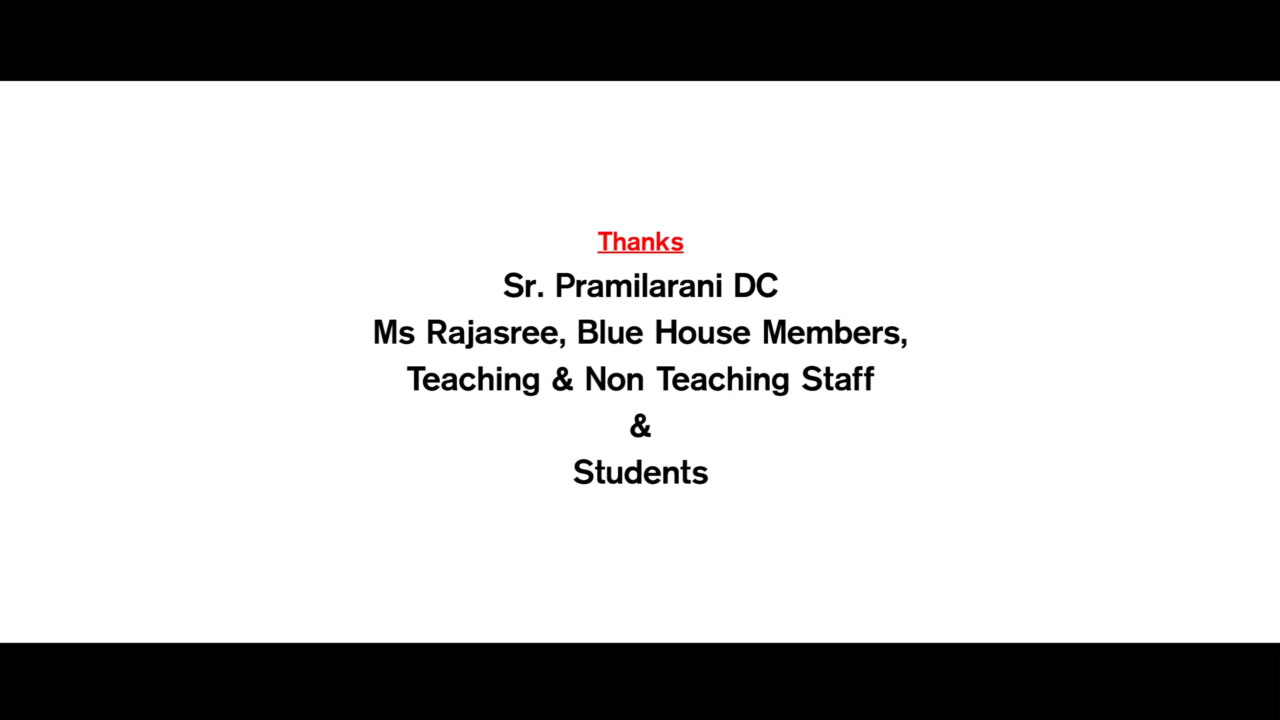 Thanks
Sr. Pramilarani DC
Ms Rajasree, Blue House Members,
Teaching & Non Teaching Staff
&
Students